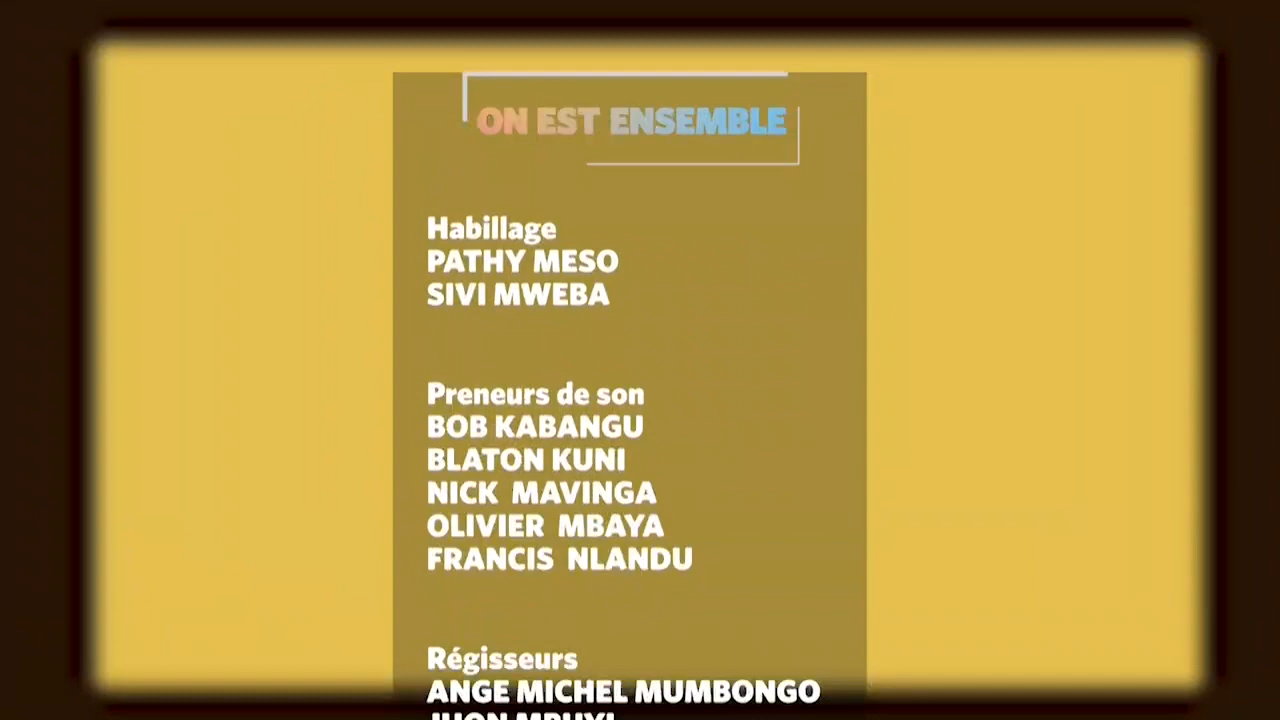 ON EST ENSEMBLE
Habillage
PATHY MESO
SIVI MWEBA
Preneurs de son
BOB KABANGU
BLATON KUNI
NICK MAVINGA
OLIVIER MBAYA
FRANCIS NLANDU
Régisseurs
ANGE MICHEL MUMBONGO